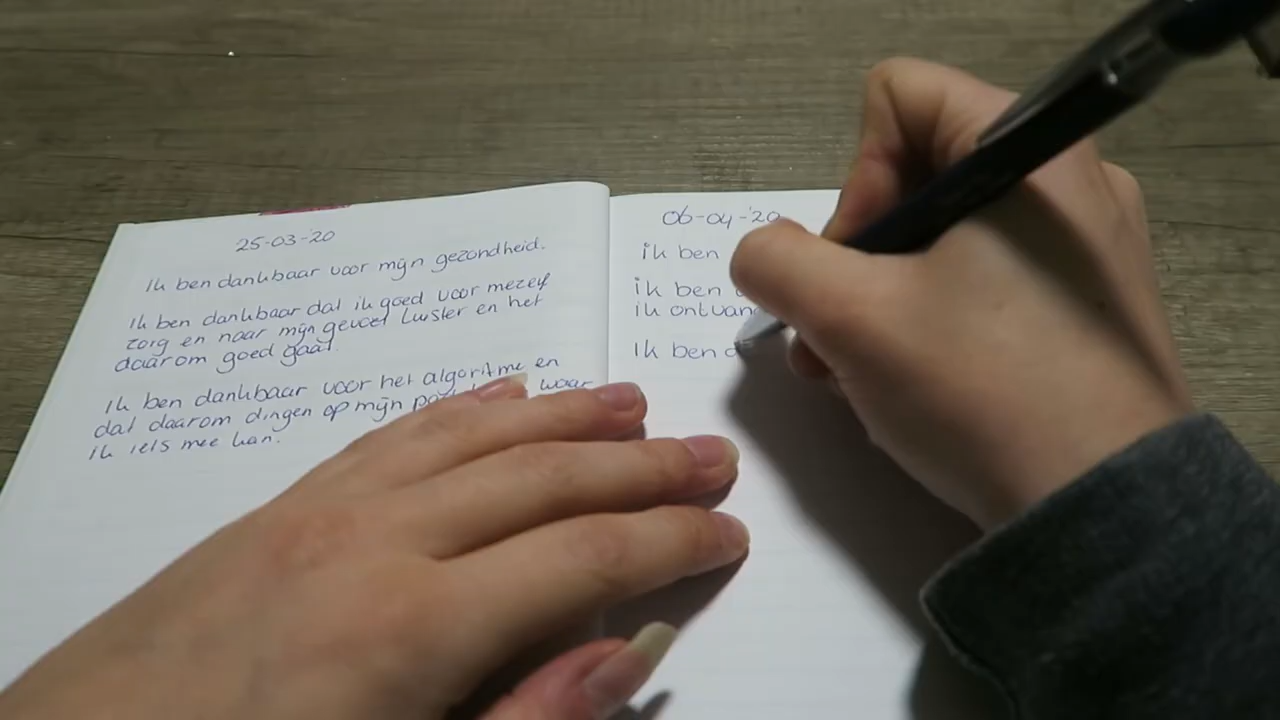 25-03-20
Ik ben dankbaar voor mijn gezondheid.
Ik ben dankbaar dat ik goed voor mezelf
zorg en naar mijn gevoel luister en het
daarom goed gaat.
Ik ben dankbaar voor het algoritme en
dat daarom dingen op mijn waar
ik iets mee kan.
06-04-'20
ik ben
ik ben
ik ontvang
Ik ben